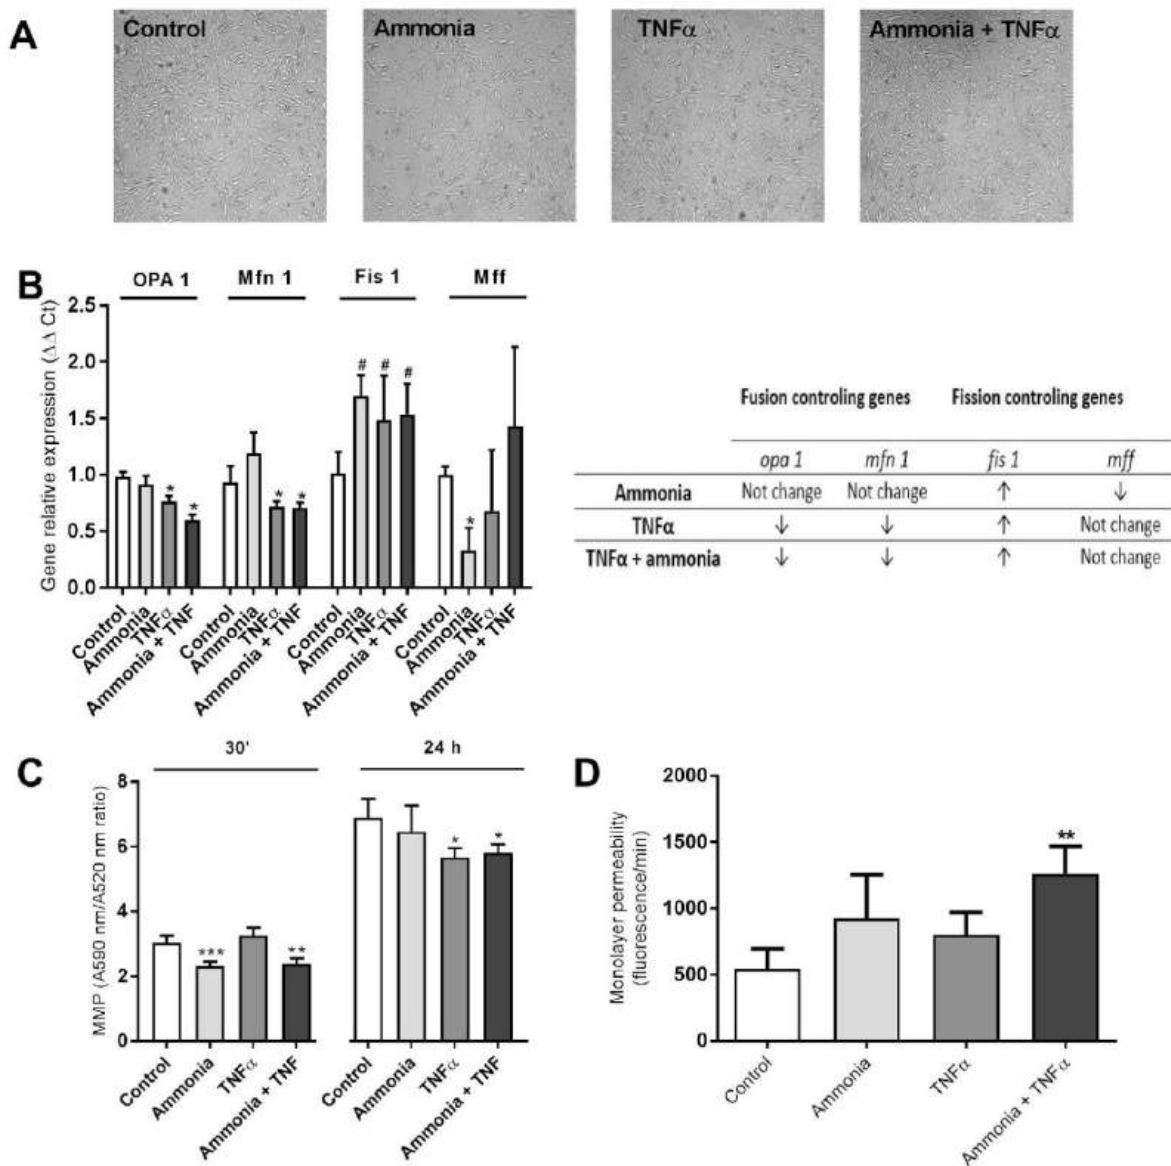 A
Control
Ammonia
TNFα
Ammonia + TNFα
B
OPA 1
Mfn 1
Fis 1
Mff
Gene relative expression (ΔΔ Ct)
2.5
2.0
1.5
1.0
0.5
0.0
*
*
*
*
#
#
#
*
Control
Ammonia
TNFα
Ammonia + TNF
Control
Ammonia
TNFα
Ammonia + TNF
Control
Ammonia
TNFα
Ammonia + TNF
Control
Ammonia
TNFα
Ammonia + TNF
Fusion controling genes Fission controling genes
opa 1 mfn 1 fis 1 mff
Ammonia Not change Not change ↑ ↓
TNFα ↓ ↓ ↑ Not change
TNFα + ammonia ↓ ↓ ↑ Not change
C
30'
24 h
MMP (A590 nm/A520 nm ratio)
8
6
4
2
0
***
**
*
*
Control
Ammonia
TNFα
Ammonia + TNF
Control
Ammonia
TNFα
Ammonia + TNF
D
Monolayer permeability
(fluorescence/min)
2000
1500
1000
500
0
**
Control
Ammonia
TNFα
Ammonia + TNFα